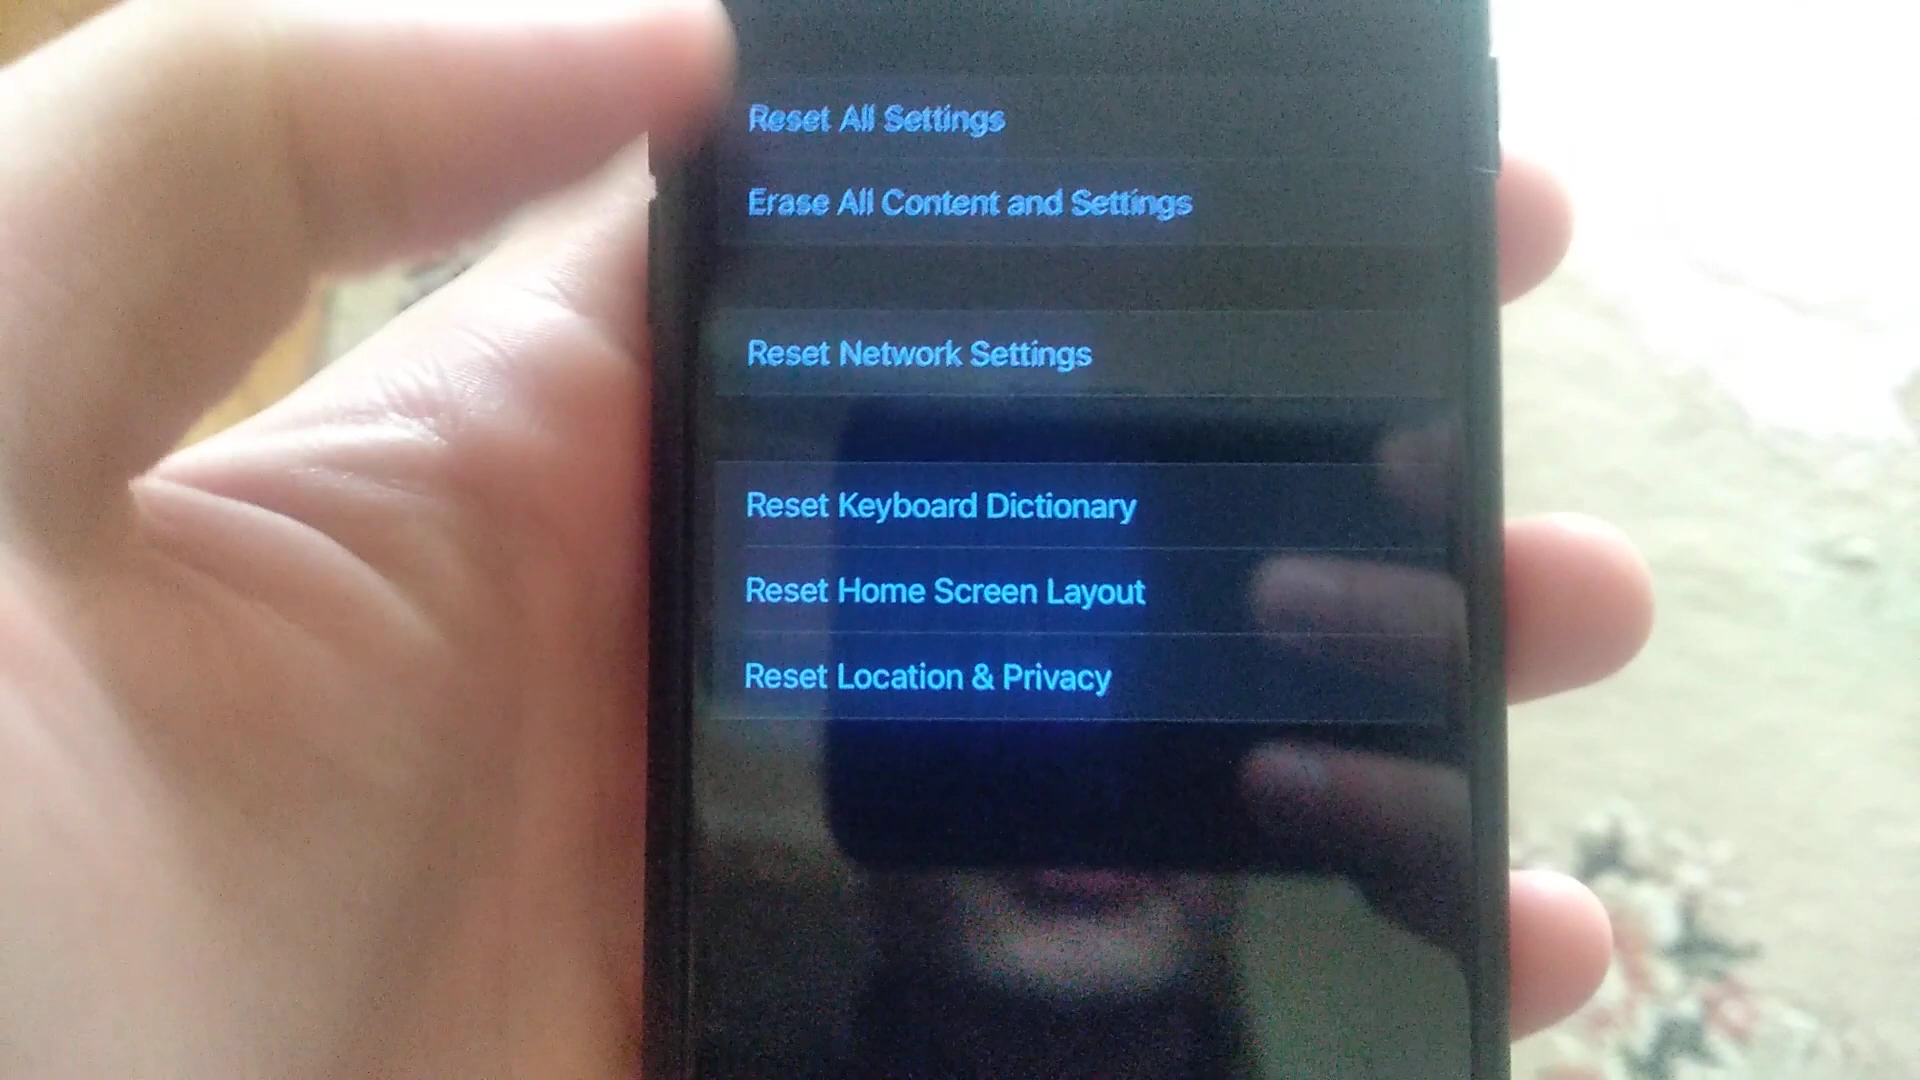 Reset All Settings
Erase All Content and Settings
Reset Network Settings
Reset Keyboard Dictionary
Reset Home Screen Layout
Reset Location & Privacy